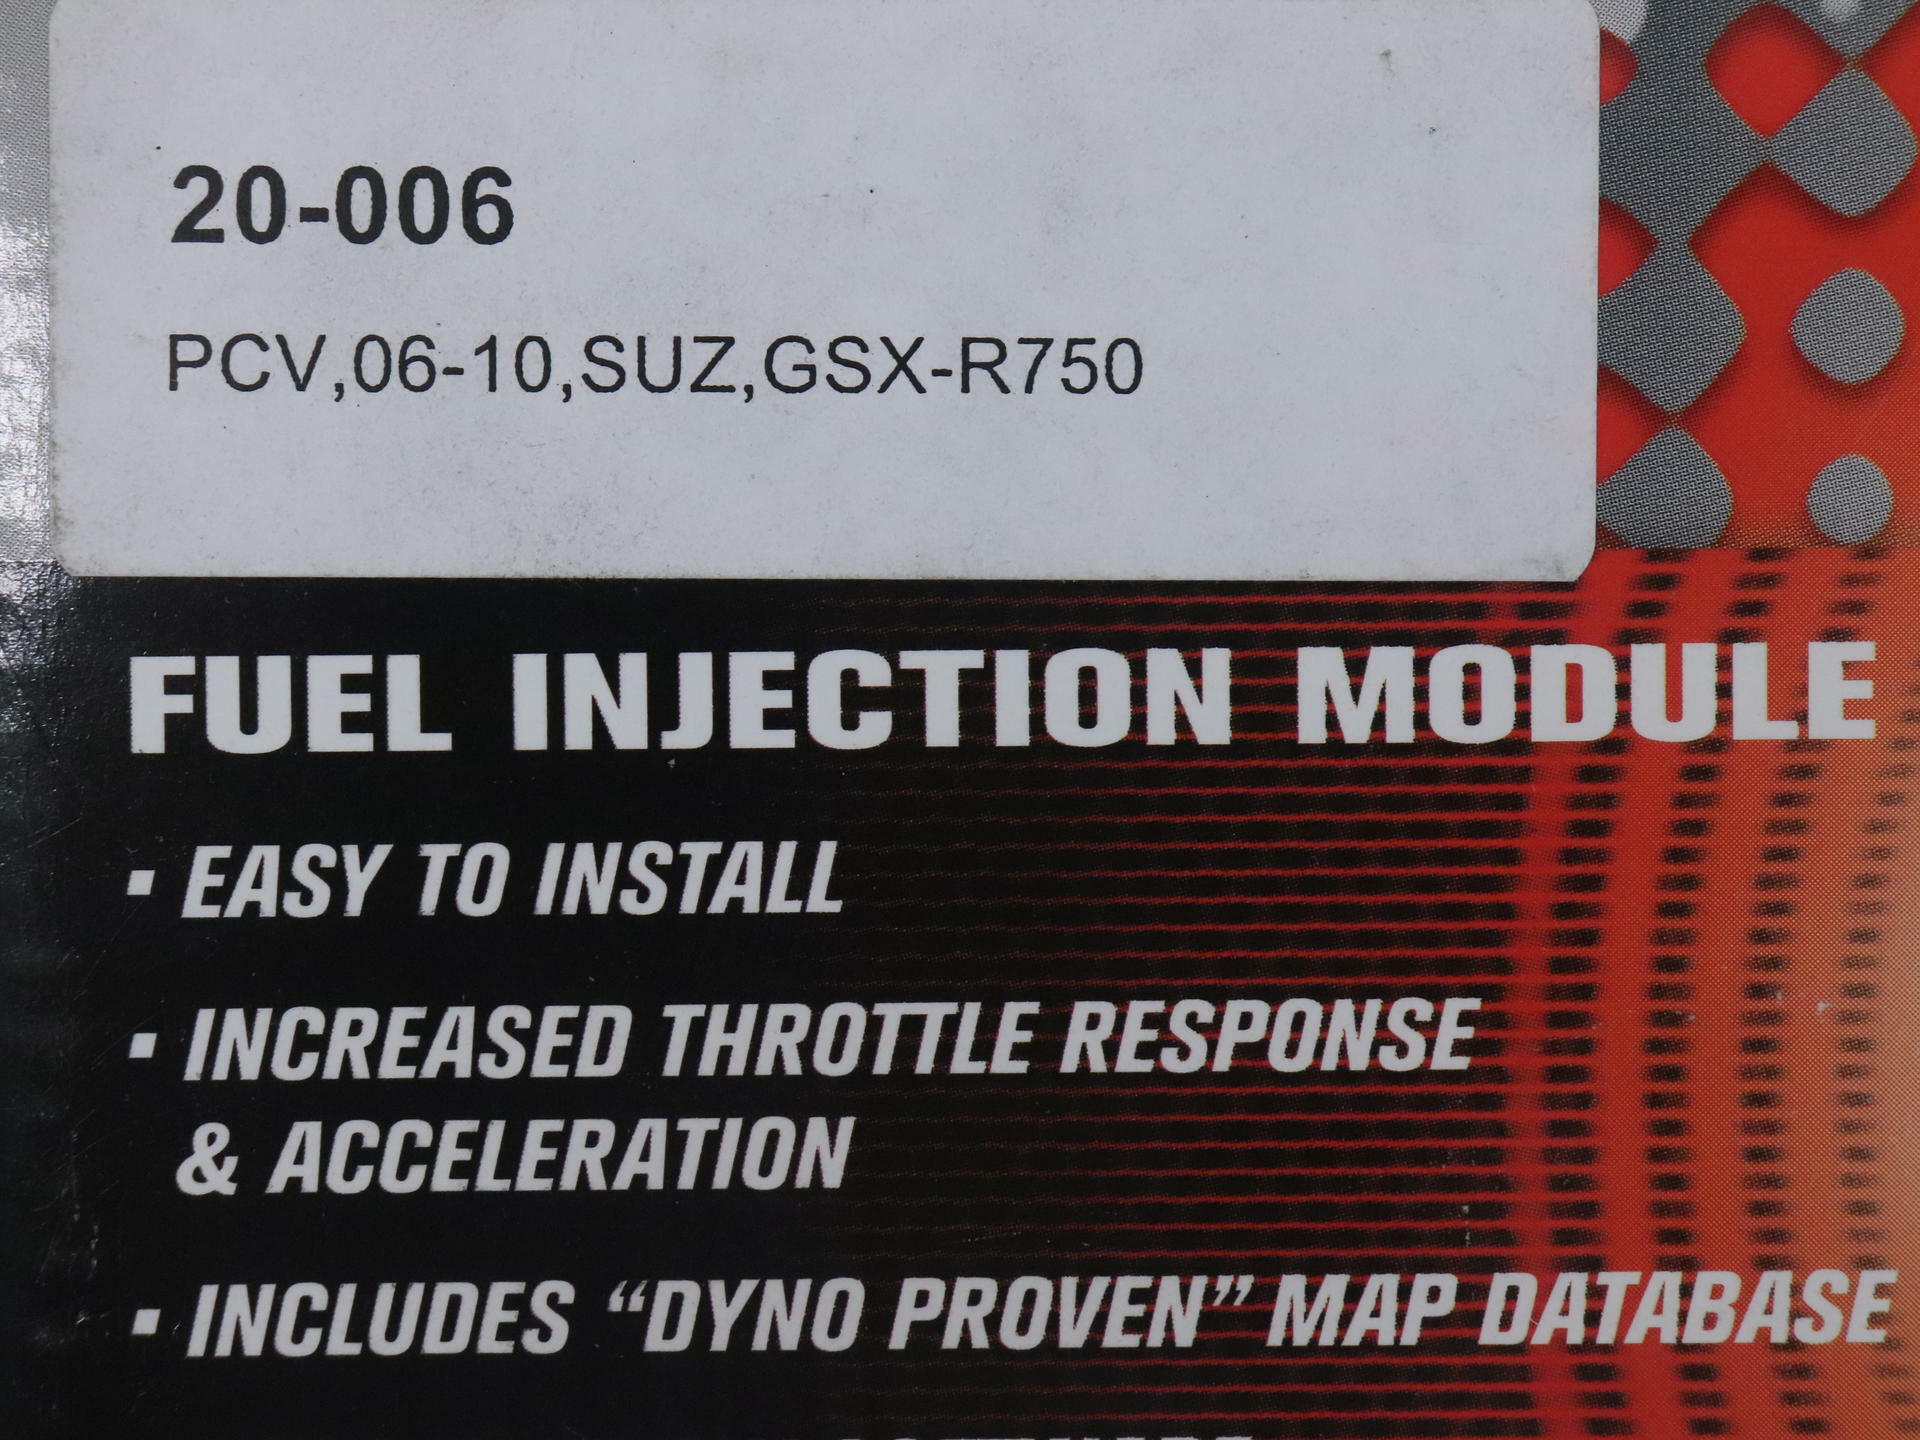 20-006
PCV,06-10,SUZ,GSX-R750
FUEL INJECTION MODULE
▪ EASY TO INSTALL
▪ INCREASED THROTTLE RESPONSE
& ACCELERATION
▪ INCLUDES “DYNO PROVEN” MAP DATABASE